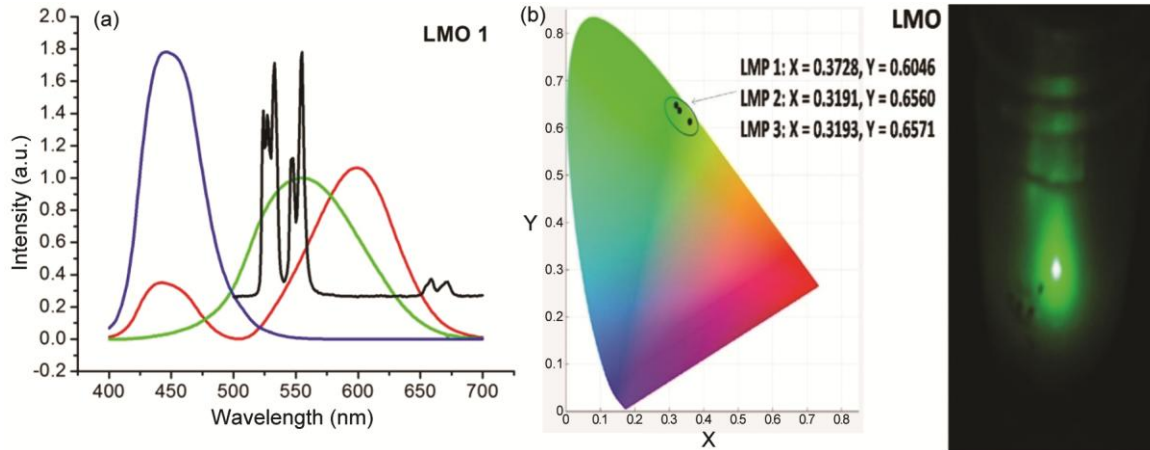 (a)
LMO 1
2.0
1.8
1.6
1.4
1.2
1.0
0.8
0.6
0.4
0.2
0.0
-0.2
400 450 500 550 600 650 700
Wavelength (nm)
Intensity (a.u.)
(b)
LMO
LMP 1: X = 0.3728, Y = 0.6046
LMP 2: X = 0.3191, Y = 0.6560
LMP 3: X = 0.3193, Y = 0.6571
0.8
0.7
0.6
0.5
0.4
0.3
0.2
0.1
0
0 0.1 0.2 0.3 0.4 0.5 0.6 0.7 0.8
Y
X